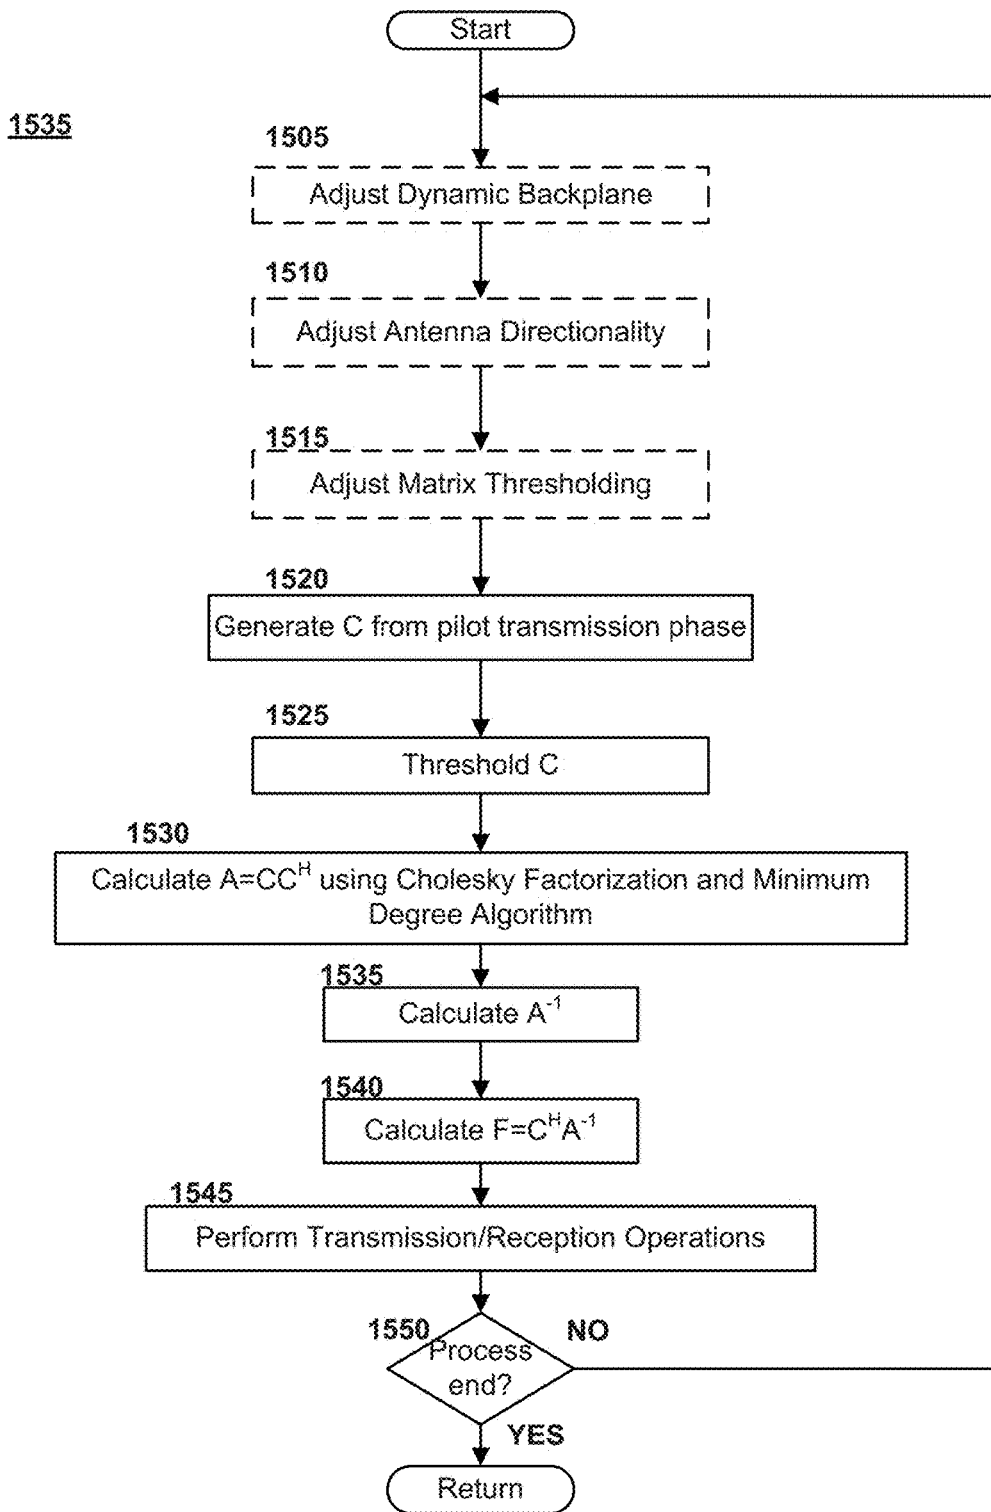 Start
1535
1505
Adjust Dynamic Backplane
1510
Adjust Antenna Directionality
1515
Adjust Matrix Thresholding
1520
Generate C from pilot transmission phase
1525
Threshold C
1530
Calculate A=CC^H using Cholesky Factorization and Minimum
Degree Algorithm
1535
Calculate A^-1
1540
Calculate F=C^HA^-1
1545
Perform Transmission/Reception Operations
1550
NO
Process
end?
YES
Return